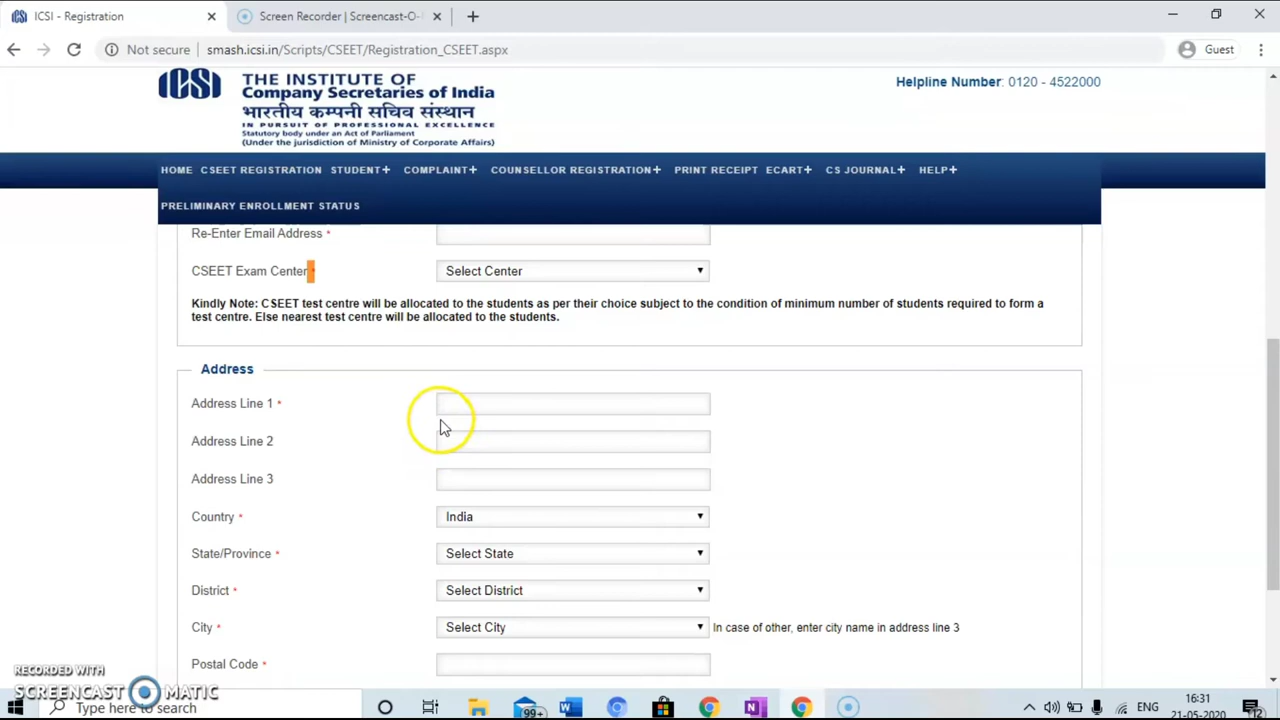 ICSI - Registration
Screen Recorder | Screencast-O-
Not secure
smash.icsi.in/Scripts/CSEET/Registration_CSEET.aspx
Guest
ICSI
THE INSTITUTE OF
Company Secretaries of India
भारतीय कम्पनी सचिव संस्थान
IN PURSUIT OF PROFESSIONAL EXCELLENCE
Statutory body under an Act of Parliament
(Under the jurisdiction of Ministry of Corporate Affairs)
Helpline Number: 0120 - 4522000
HOME CSEET REGISTRATION STUDENT+ COMPLAINT+ COUNSELLOR REGISTRATION+ PRINT RECEIPT ECART+ CS JOURNAL+ HELP+
PRELIMINARY ENROLLMENT STATUS
Re-Enter Email Address *
CSEET Exam Center * Select Center
Kindly Note: CSEET test centre will be allocated to the students as per their choice subject to the condition of minimum number of students required to form a
test centre. Else nearest test centre will be allocated to the students.
Address
Address Line 1 *
Address Line 2
Address Line 3
Country * India
State/Province * Select State
District * Select District
City * Select City In case of other, enter city name in address line 3
Postal Code *
RECORDED WITH
SCREENCAST MATIC
Type here to search
99+
ENG
16:31
21-05-2020
12